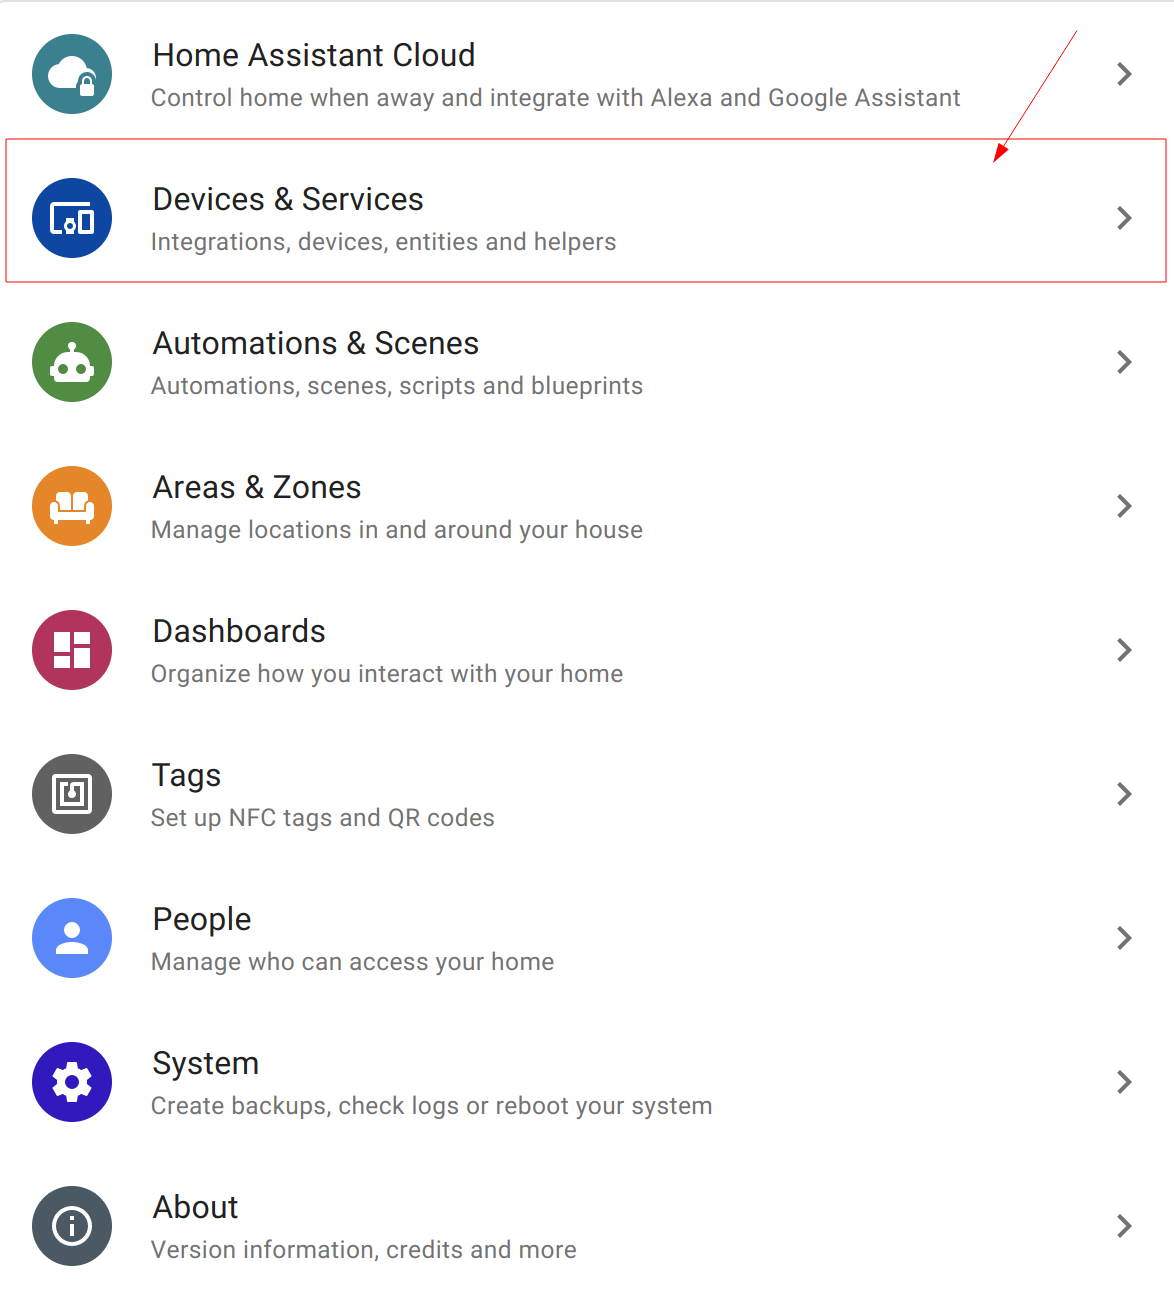 Home Assistant Cloud
Control home when away and integrate with Alexa and Google Assistant
Devices & Services
Integrations, devices, entities and helpers
Automations & Scenes
Automations, scenes, scripts and blueprints
Areas & Zones
Manage locations in and around your house
Dashboards
Organize how you interact with your home
Tags
Set up NFC tags and QR codes
People
Manage who can access your home
System
Create backups, check logs or reboot your system
About
Version information, credits and more